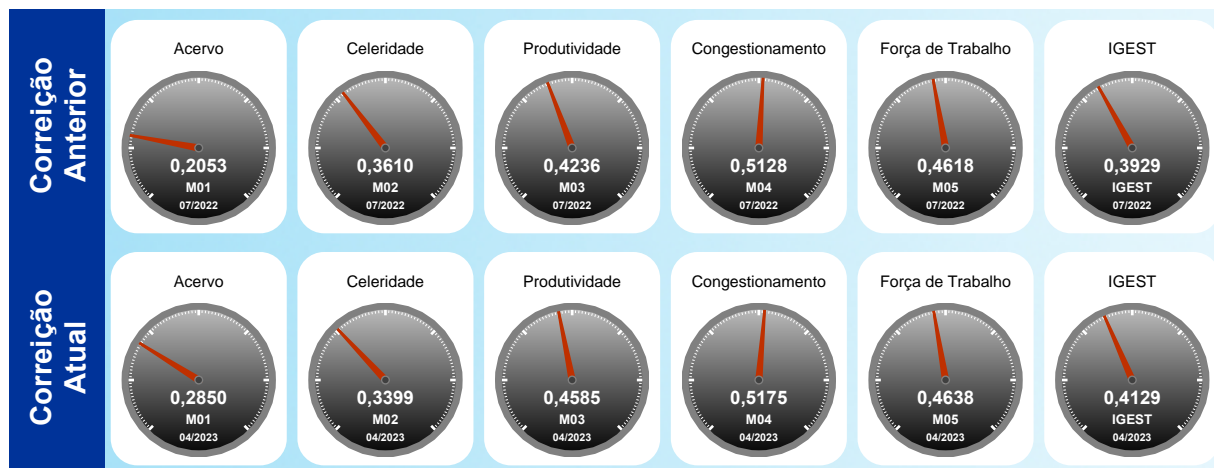 Correição
Anterior
Acervo
0,2053
M01
07/2022
Celeridade
0,3610
M02
07/2022
Produtividade
0,4236
M03
07/2022
Congestionamento
0,5128
M04
07/2022
Força de Trabalho
0,4618
M05
07/2022
IGEST
0,3929
IGEST
07/2022
Correição
Atual
Acervo
0,2850
M01
04/2023
Celeridade
0,3399
M02
04/2023
Produtividade
0,4585
M03
04/2023
Congestionamento
0,5175
M04
04/2023
Força de Trabalho
0,4638
M05
04/2023
IGEST
0,4129
IGEST
04/2023